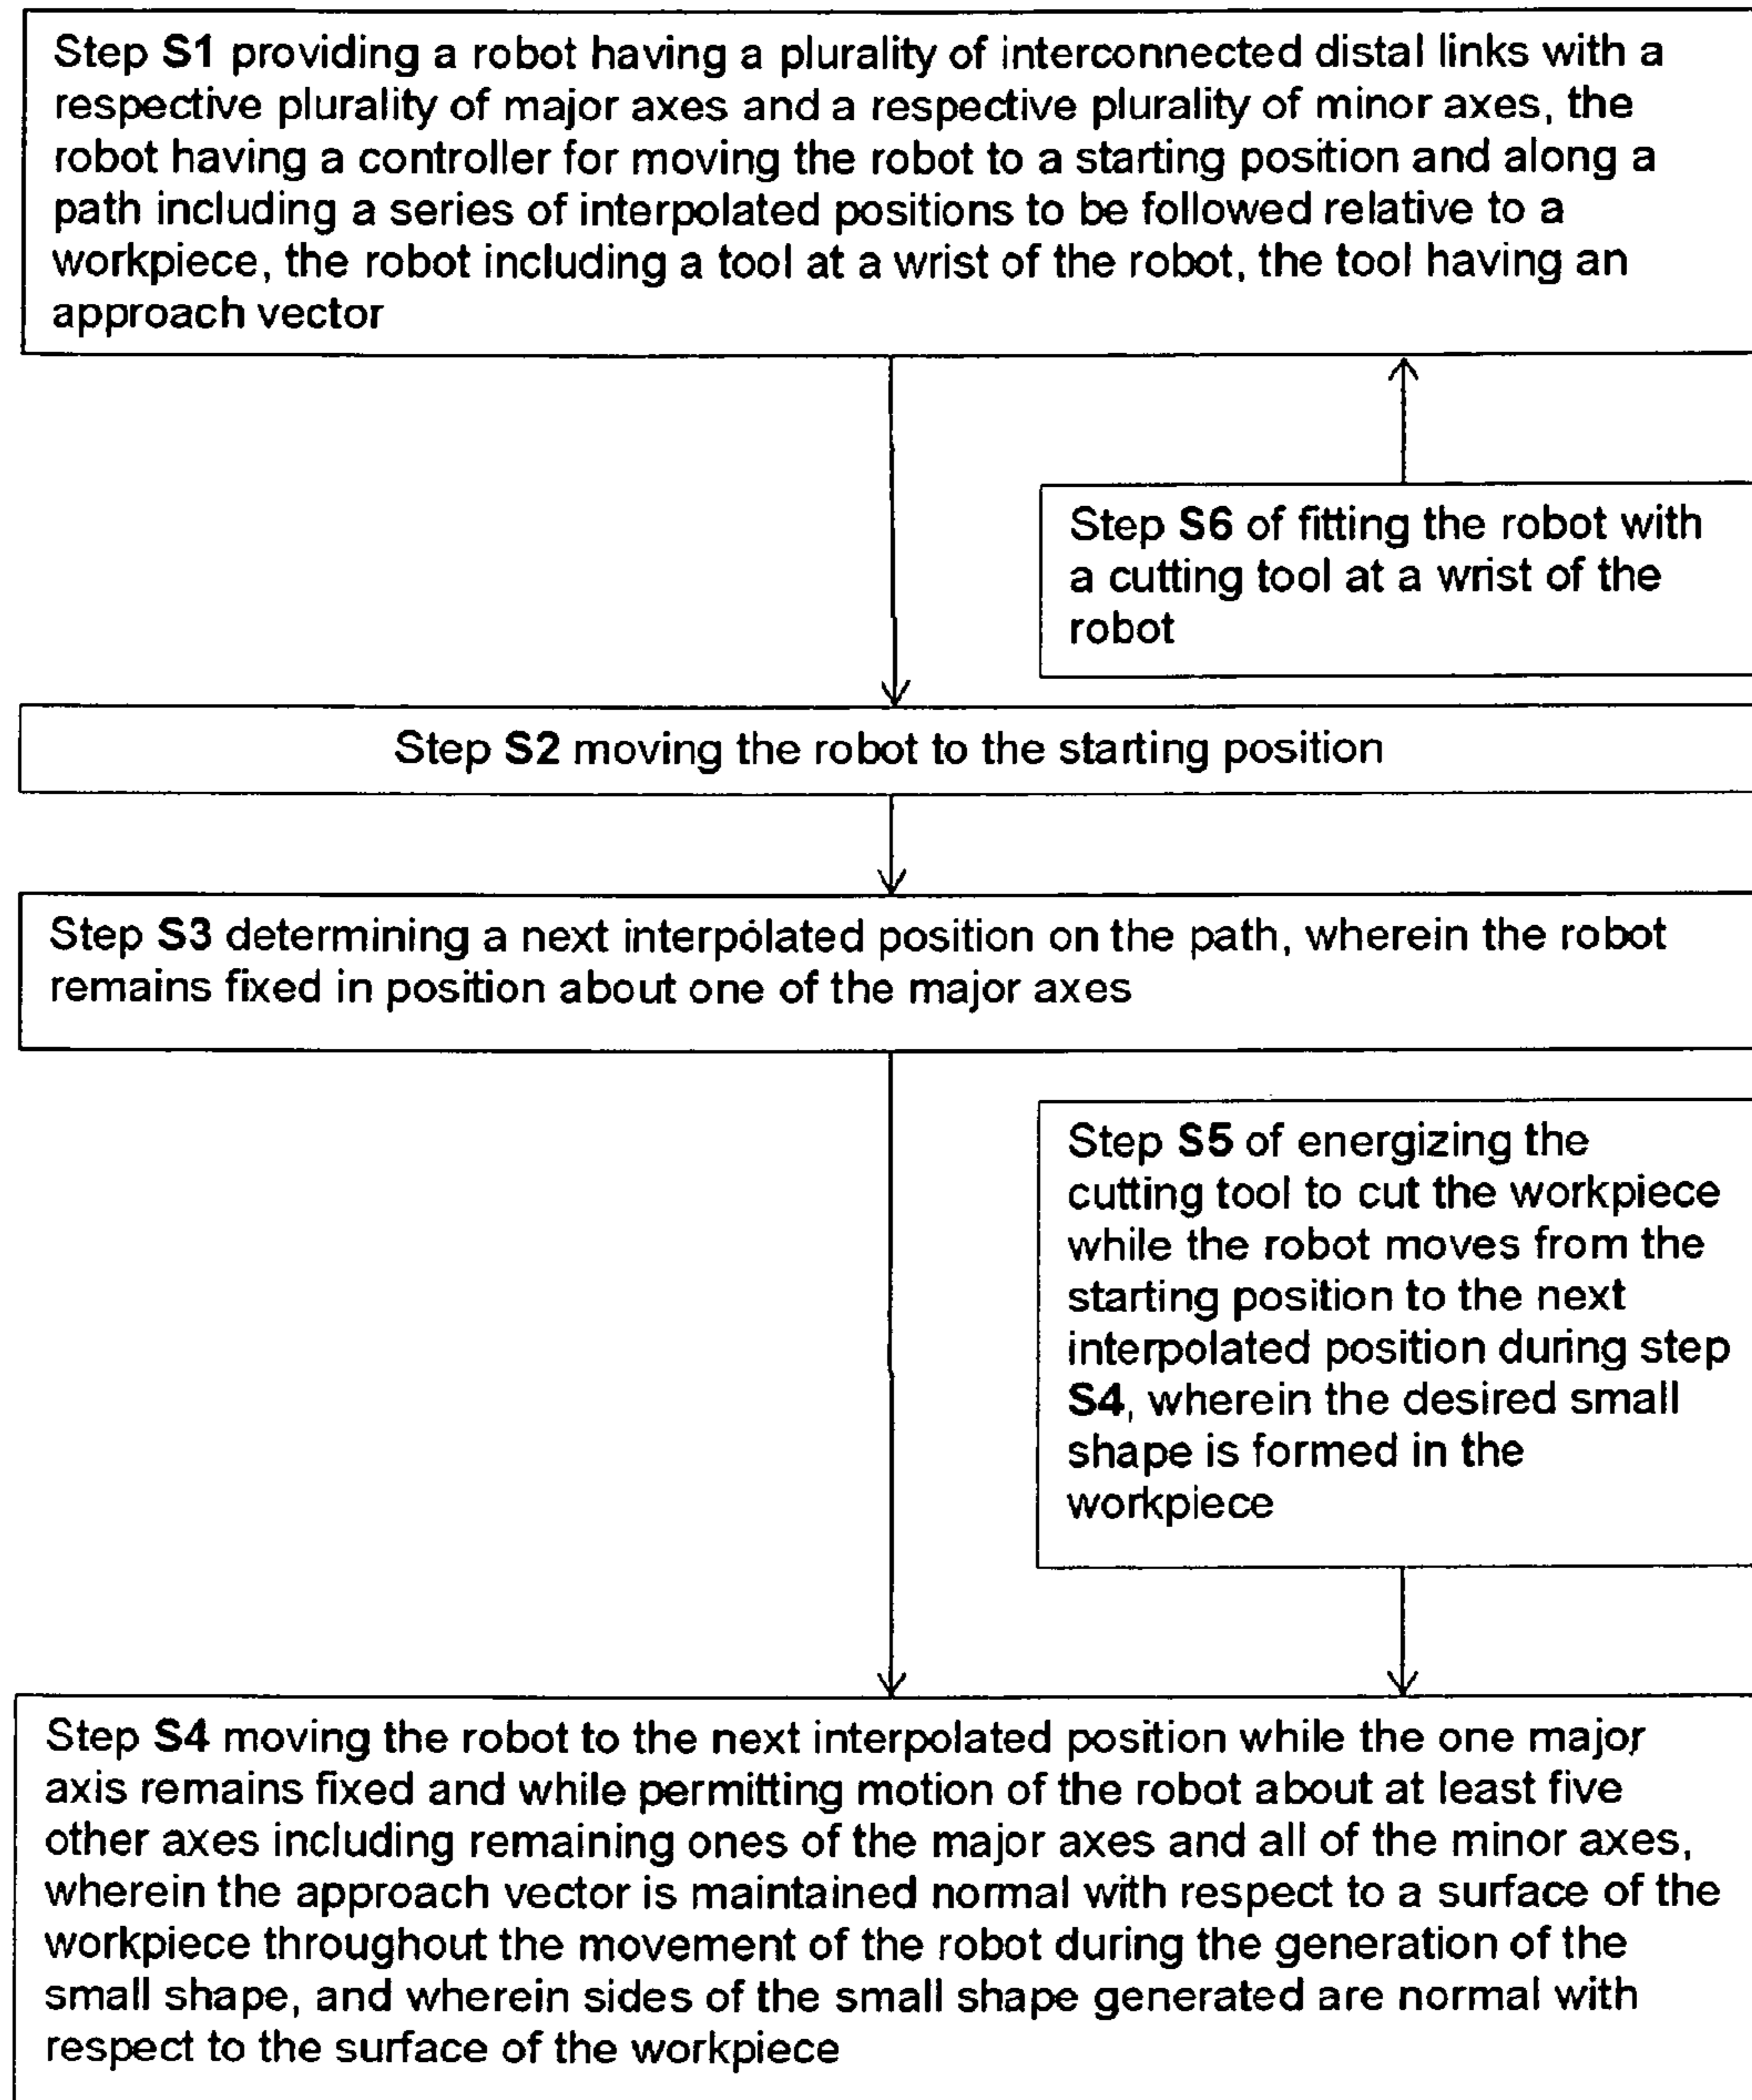 Step S1 providing a robot having a plurality of interconnected distal links with a
respective plurality of major axes and a respective plurality of minor axes, the
robot having a controller for moving the robot to a starting position and along a
path including a series of interpolated positions to be followed relative to a
workpiece, the robot including a tool at a wrist of the robot, the tool having an
approach vector
Step S6 of fitting the robot with
a cutting tool at a wrist of the
robot
Step S2 moving the robot to the starting position
Step S3 determining a next interpolated position on the path, wherein the robot
remains fixed in position about one of the major axes
Step S5 of energizing the
cutting tool to cut the workpiece
while the robot moves from the
starting position to the next
interpolated position during step
S4, wherein the desired small
shape is formed in the
workpiece
Step S4 moving the robot to the next interpolated position while the one major
axis remains fixed and while permitting motion of the robot about at least five
other axes including remaining ones of the major axes and all of the minor axes,
wherein the approach vector is maintained normal with respect to a surface of the
workpiece throughout the movement of the robot during the generation of the
small shape, and wherein sides of the small shape generated are normal with
respect to the surface of the workpiece